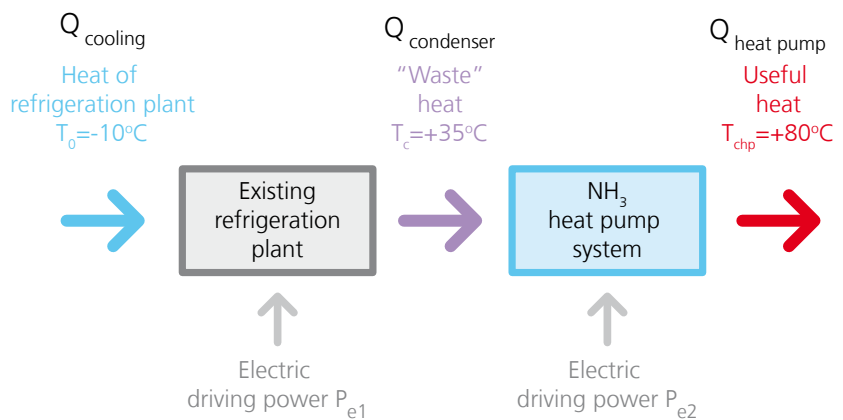 Q cooling
Heat of
refrigeration plant
T0=-10°C
Q condenser
“Waste”
heat
Tc=+35°C
Q heat pump
Useful
heat
Tchp=+80°C
Existing
refrigeration
plant
NH3
heat pump
system
Electric
driving power Pe1
Electric
driving power Pe2